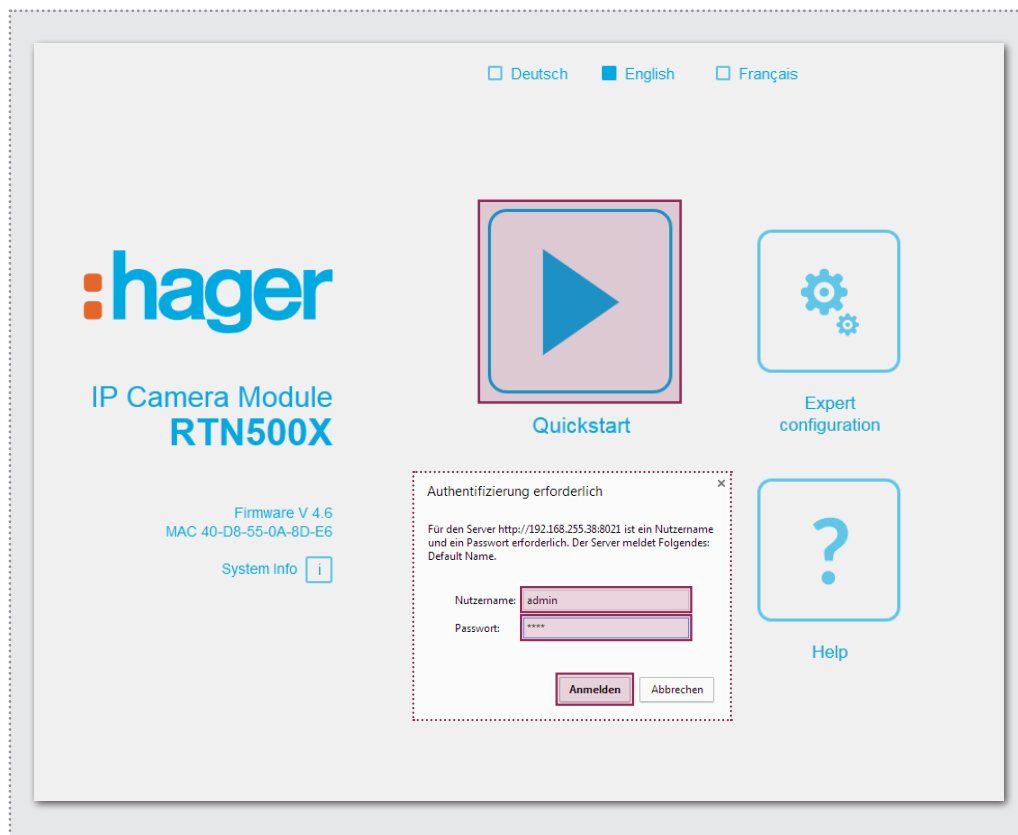 Deutsch English Français
:hager
IP Camera Module
RTN500X
Firmware V 4.6
MAC 40-D8-55-0A-8D-E6
System Info i
Quickstart
Expert
configuration
Authentifizierung erforderlich ×
Für den Server http://192.168.255.38:8021 ist ein Nutzername
und ein Passwort erforderlich. Der Server meldet Folgendes:
Default Name.
Nutzername: admin
Passwort: ****
Anmelden Abbrechen
?
Help